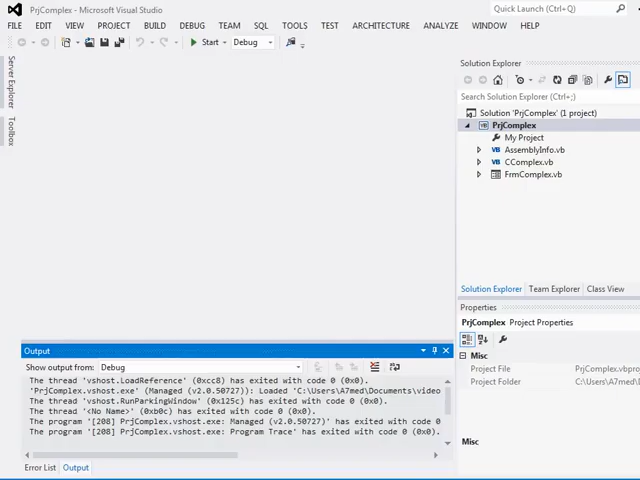 PrjComplex - Microsoft Visual Studio
Quick Launch (Ctrl+;)
FILE EDIT VIEW PROJECT BUILD DEBUG TEAM SQL TOOLS TEST ARCHITECTURE ANALYZE WINDOW HELP
Start Debug
Server Explorer
Toolbox
Solution Explorer
Search Solution Explorer (Ctrl+;)
Solution 'PrjComplex' (1 project)
PrjComplex
My Project
AssemblyInfo.vb
CComplex.vb
FrmComplex.vb
Solution Explorer Team Explorer Class View
Properties
PrjComplex Project Properties
Misc
Project File PrjComplex.vbpro
Project Folder C:\Users\A7med\
Misc
Output
Show output from: Debug
The thread 'vshost.LoadReference' (0xcc8) has exited with code 0 (0x0).
'PrjComplex.vshost.exe' (Managed (v2.0.50727)): Loaded 'C:\Users\A7med\Documents\video
The thread 'vshost.RunParkingWindow' (0x125c) has exited with code 0 (0x0).
The thread '<No Name>' (0xb0c) has exited with code 0 (0x0).
The program '[208] PrjComplex.vshost.exe: Managed (v2.0.50727)' has exited with code 0
The program '[208] PrjComplex.vshost.exe: Program Trace' has exited with code 0 (0x0).
Error List Output